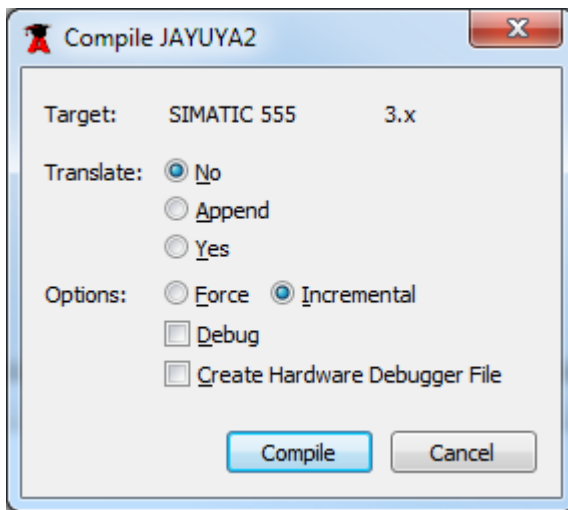 Compile JAYUYA2
Target: SIMATIC 555 3.x
Translate: No
Append
Yes
Options: Force Incremental
Debug
Create Hardware Debugger File
Compile Cancel